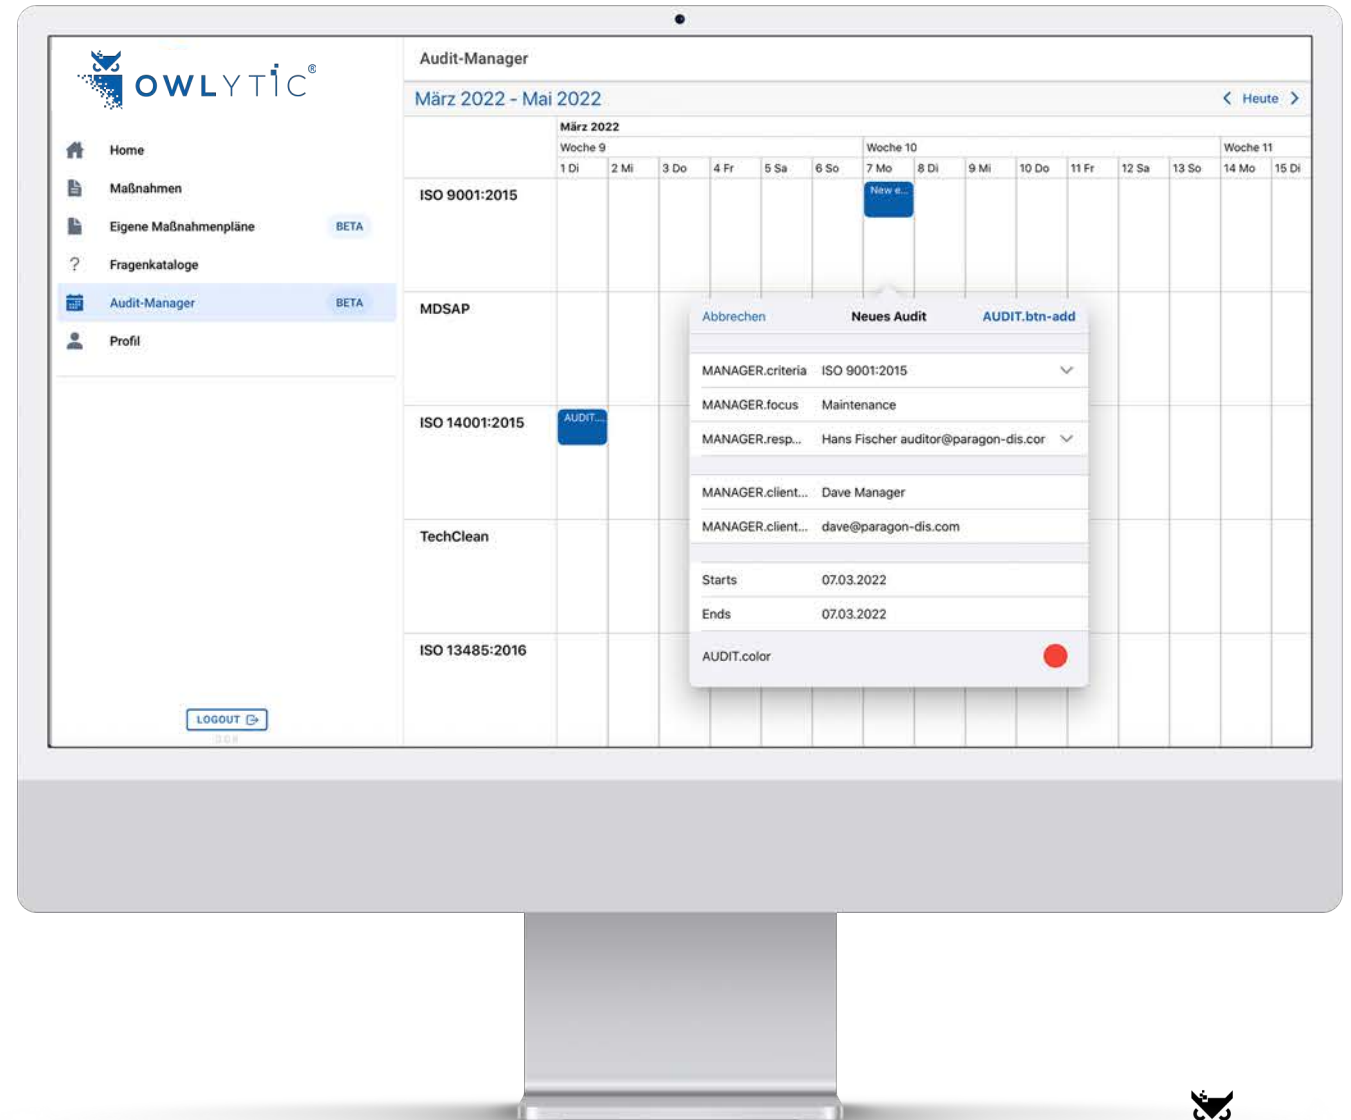 OWLYTIC®
Home
Maßnahmen
Eigene Maßnahmenpläne BETA
? Fragenkataloge
Audit-Manager BETA
Profil
LOGOUT
Audit-Manager
März 2022 - Mai 2022
Heute
März 2022
Woche 9 Woche 10 Woche 11
1 Di 2 Mi 3 Do 4 Fr 5 Sa 6 So 7 Mo 8 Di 9 Mi 10 Do 11 Fr 12 Sa 13 So 14 Mo 15 Di
ISO 9001:2015 New e...
MDSAP
ISO 14001:2015 AUDIT...
TechClean
ISO 13485:2016
Abbrechen Neues Audit AUDIT.btn-add
MANAGER.criteria ISO 9001:2015
MANAGER.focus Maintenance
MANAGER.resp... Hans Fischer auditor@paragon-dis.cor
MANAGER.client... Dave Manager
MANAGER.client... dave@paragon-dis.com
Starts 07.03.2022
Ends 07.03.2022
AUDIT.color